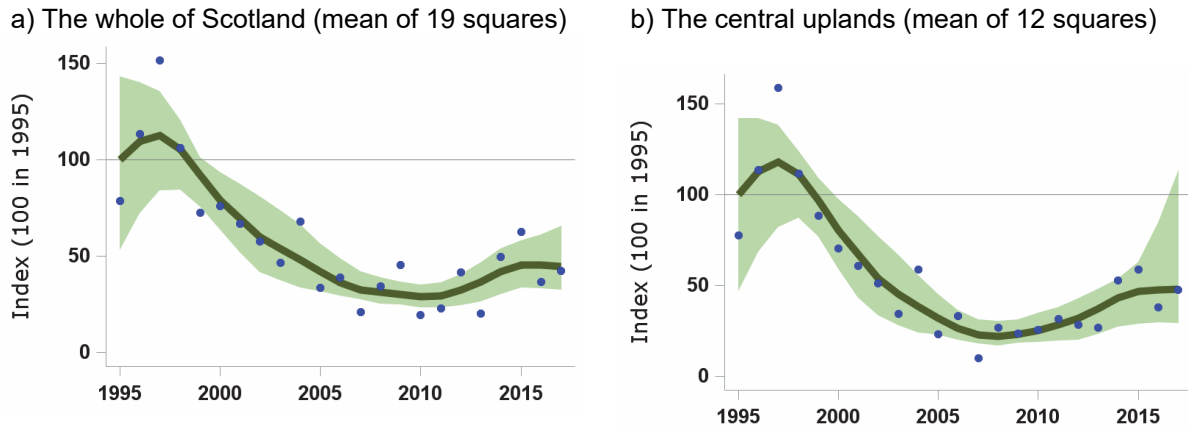 a) The whole of Scotland (mean of 19 squares)
Index (100 in 1995)
150
100
50
0
1995 2000 2005 2010 2015
b) The central uplands (mean of 12 squares)
Index (100 in 1995)
150
100
50
0
1995 2000 2005 2010 2015